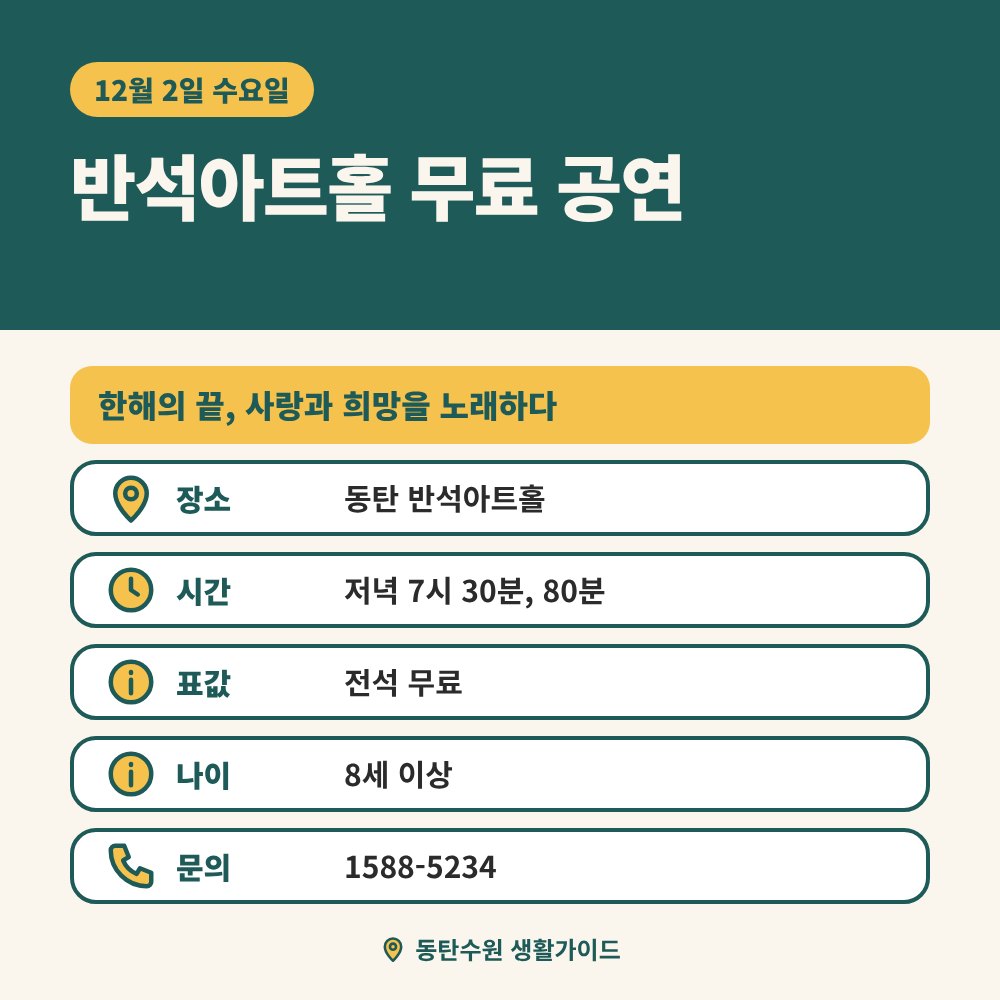 12월 2일 수요일
반석아트홀 무료 공연
한해의 끝, 사랑과 희망을 노래하다
장소 동탄 반석아트홀
시간 저녁 7시 30분, 80분
표값 전석 무료
나이 8세 이상
문의 1588-5234
동탄수원 생활가이드